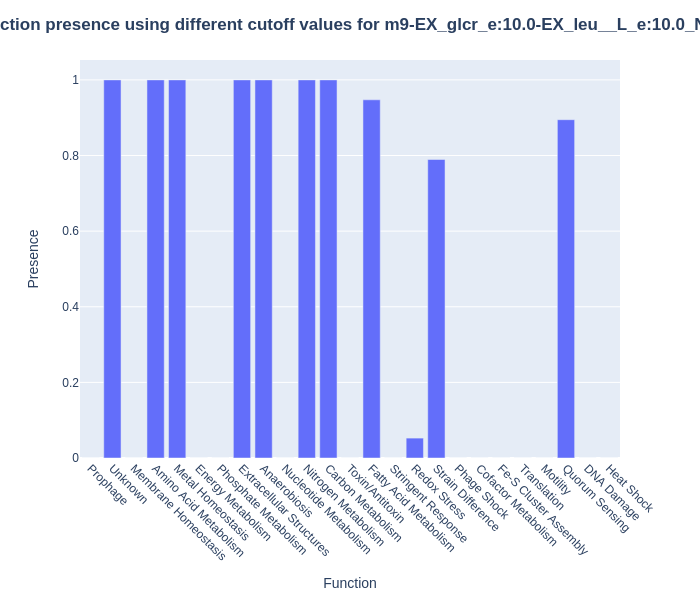 ction presence using different cutoff values for m9-EX_glcr_e:10.0-EX_leu__L_e:10.0_N
1
0.8
0.6
0.4
0.2
0
Presence
Prophage
Unknown
Membrane Homeostasis
Amino Acid Metabolism
Metal Homeostasis
Energy Metabolism
Phosphate Metabolism
Extracellular Structures
Anaerobiosis
Nucleotide Metabolism
Nitrogen Metabolism
Carbon Metabolism
Toxin/Antitoxin
Fatty Acid Metabolism
Stringent Response
Redox Stress
Strain Difference
Phage Shock
Cofactor Metabolism
Fe-S Cluster Assembly
Translation
Motility
Quorum Sensing
DNA Damage
Heat Shock
Function